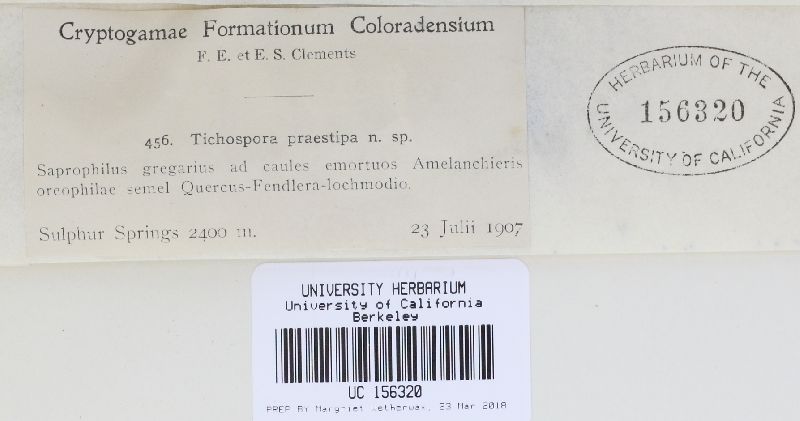 Cryptogamae Formationum Coloradensium
F. E. et E. S. Clements
456. Tichospora praestipa n. sp.
Saprophilus gregarius ad caules emortuos Amelanchieris
oreophilae semel Quercus-Fendlera-lochmodio.
Sulphur Springs 2400 m.
23 Julii 1907
HERBARIUM OF THE
156320
UNIVERSITY OF CALIFORNIA
UNIVERSITY HERBARIUM
University of California
Berkeley
UC 156320
PREP BY Margriet 23 Mar 2018